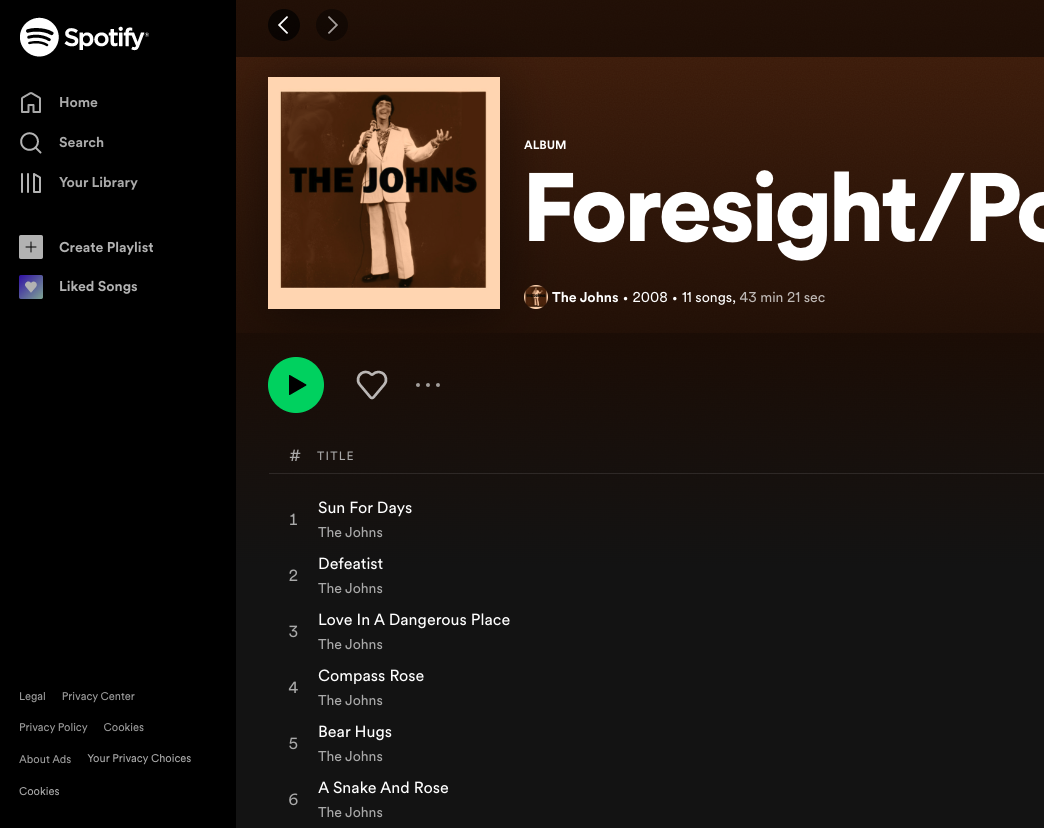 Spotify®
Home
Search
Your Library
Create Playlist
Liked Songs
Legal Privacy Center
Privacy Policy Cookies
About Ads Your Privacy Choices
Cookies
THE JOHNS
ALBUM
Foresight/Po
The Johns • 2008 • 11 songs, 43 min 21 sec
# TITLE
1 Sun For Days
The Johns
2 Defeatist
The Johns
3 Love In A Dangerous Place
The Johns
4 Compass Rose
The Johns
5 Bear Hugs
The Johns
6 A Snake And Rose
The Johns